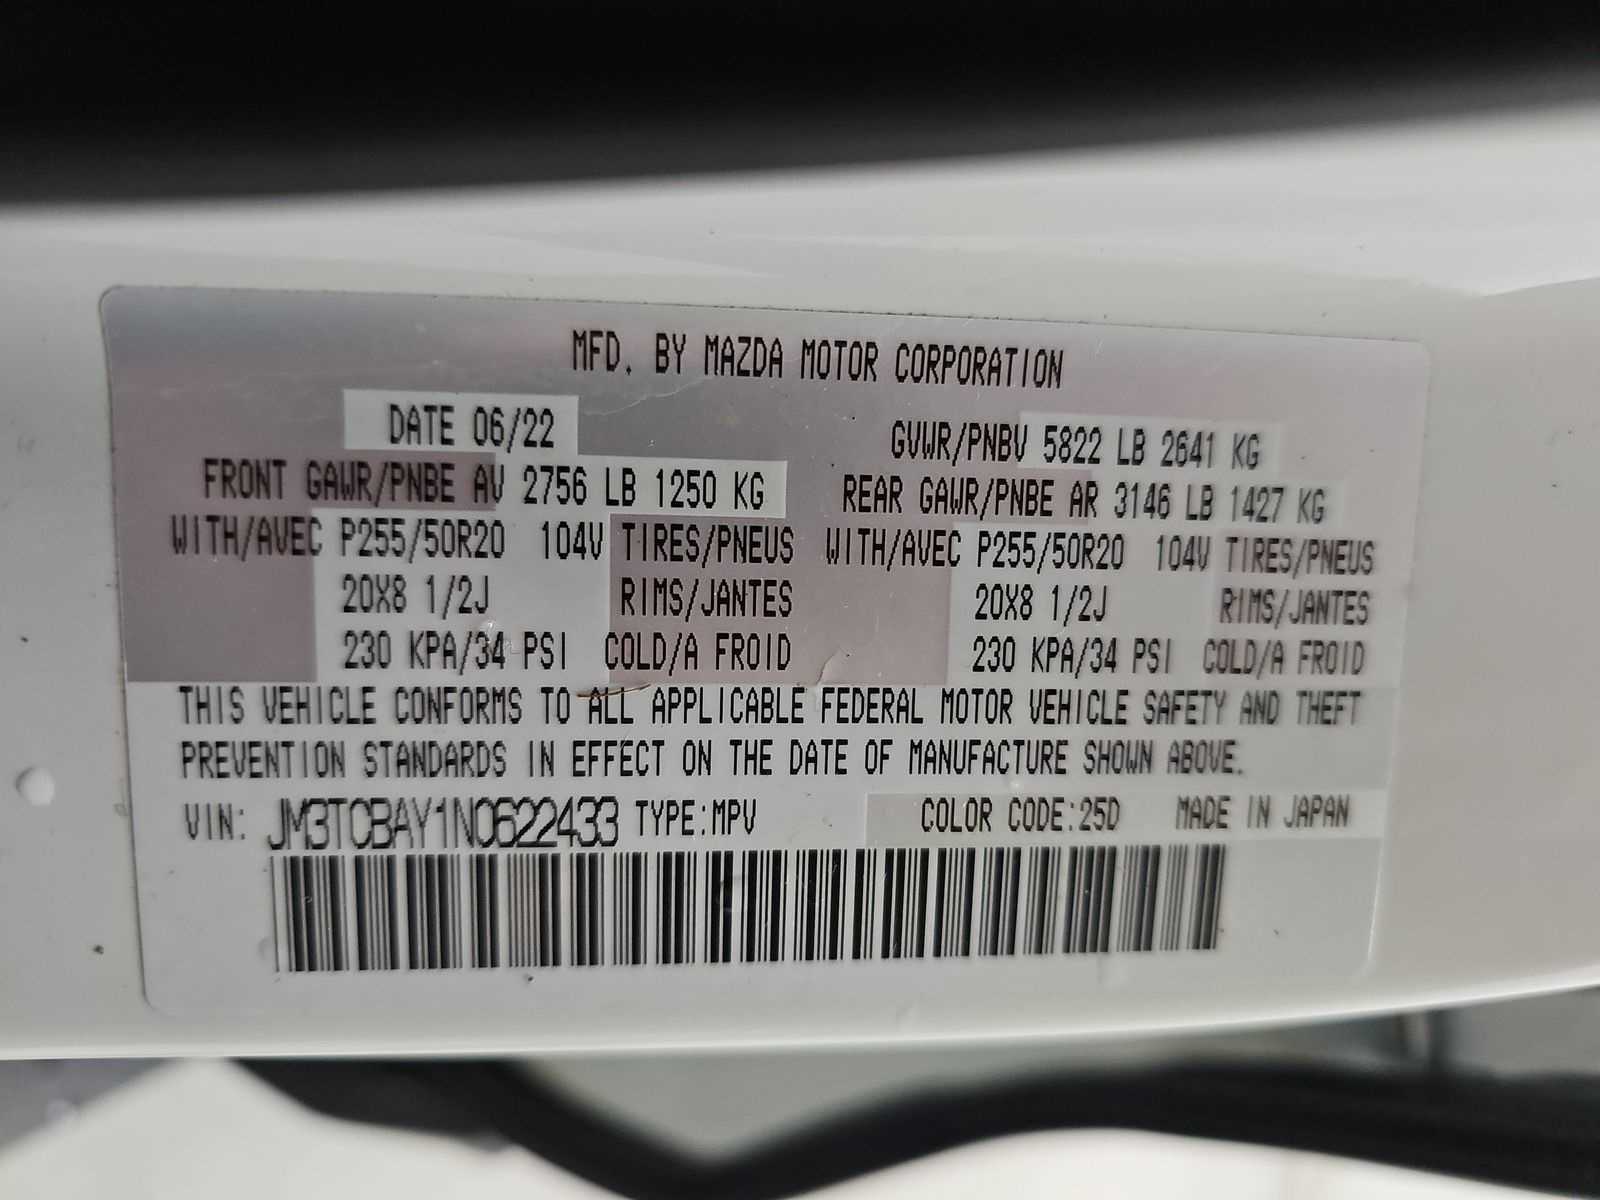 MFD. BY MAZDA MOTOR CORPORATION
DATE 06/22 GVWR/PNBV 5822 LB 2641 KG
FRONT GAWR/PNBE AV 2756 LB 1250 KG REAR GAWR/PNBE AR 3146 LB 1427 KG
WITH/AVEC P255/50R20 104V TIRES/PNEUS WITH/AVEC P255/50R20 104V TIRES/PNEUS
20X8 1/2J RIMS/JANTES 20X8 1/2J RIMS/JANTES
230 KPA/34 PSI COLD/A FROID 230 KPA/34 PSI COLD/A FROID
THIS VEHICLE CONFORMS TO ALL APPLICABLE FEDERAL MOTOR VEHICLE SAFETY AND THEFT
PREVENTION STANDARDS IN EFFECT ON THE DATE OF MANUFACTURE SHOWN ABOVE.
VIN: JM3TCBAY1N0622433 TYPE:MPV COLOR CODE:25D MADE IN JAPAN